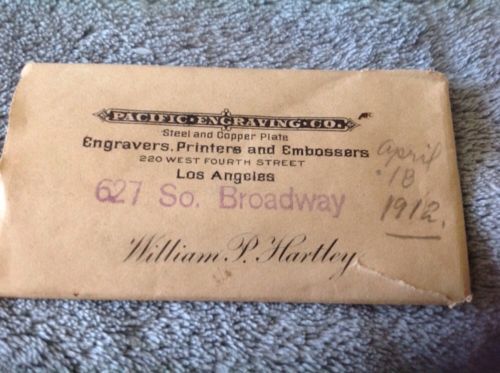 PACIFIC·ENGRAVING·CO.
Steel and Copper Plate
Engravers, Printers and Embossers
220 WEST FOURTH STREET
Los Angeles
627 So. Broadway
April
18
1912.
William P. Hartley